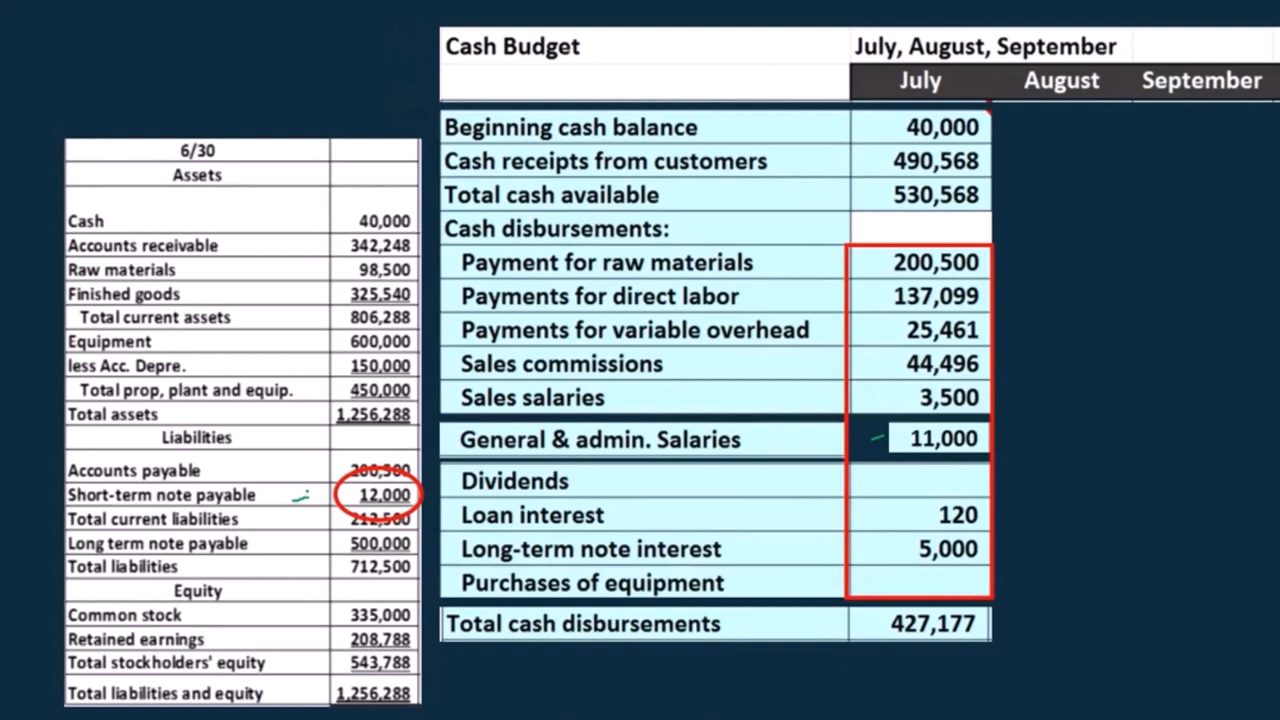 Cash Budget July, August, September
July August September
Beginning cash balance 40,000
Cash receipts from customers 490,568
Total cash available 530,568
Cash disbursements:
Payment for raw materials 200,500
Payments for direct labor 137,099
Payments for variable overhead 25,461
Sales commissions 44,496
Sales salaries 3,500
General & admin. Salaries 11,000
Dividends
Loan interest 120
Long-term note interest 5,000
Purchases of equipment
Total cash disbursements 427,177
6/30
Assets
Cash 40,000
Accounts receivable 342,248
Raw materials 98,500
Finished goods 325,540
Total current assets 806,288
Equipment 600,000
less Acc. Depre. 150,000
Total prop, plant and equip. 450,000
Total assets 1,256,288
Liabilities
Accounts payable 200,500
Short-term note payable 12,000
Total current liabilities 212,500
Long term note payable 500,000
Total liabilities 712,500
Equity
Common stock 335,000
Retained earnings 208,788
Total stockholders' equity 543,788
Total liabilities and equity 1,256,288